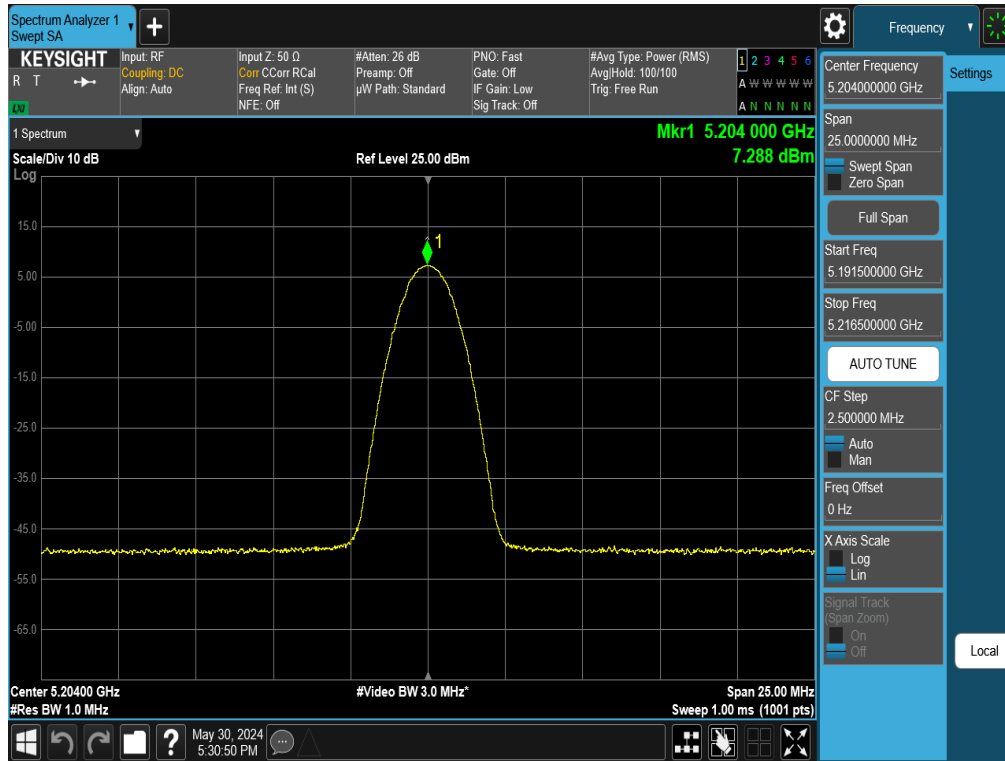 Spectrum Analyzer 1
Swept SA
Frequency
KEYSIGHT
R T
LXI
Input: RF
Coupling: DC
Align: Auto
Input Z: 50 Ω
Corr CCorr RCal
Freq Ref: Int (S)
NFE: Off
#Atten: 26 dB
Preamp: Off
µW Path: Standard
PNO: Fast
Gate: Off
IF Gain: Low
Sig Track: Off
#Avg Type: Power (RMS)
Avg|Hold: 100/100
Trig: Free Run
1 2 3 4 5 6
A W W W W W
A N N N N N
1 Spectrum
Mkr1 5.204 000 GHz
7.288 dBm
Scale/Div 10 dB
Ref Level 25.00 dBm
Log
1
15.0
5.00
-5.00
-15.0
-25.0
-35.0
-45.0
-55.0
-65.0
Center 5.20400 GHz
#Video BW 3.0 MHz*
Span 25.00 MHz
#Res BW 1.0 MHz
Sweep 1.00 ms (1001 pts)
Center Frequency
5.204000000 GHz
Settings
Span
25.0000000 MHz
Swept Span
Zero Span
Full Span
Start Freq
5.191500000 GHz
Stop Freq
5.216500000 GHz
AUTO TUNE
CF Step
2.500000 MHz
Auto
Man
Freq Offset
0 Hz
X Axis Scale
Log
Lin
Signal Track
(Span Zoom)
On
Off
Local
May 30, 2024
5:30:50 PM